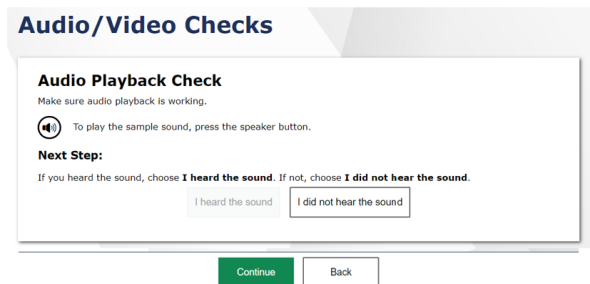 Audio/Video Checks
Audio Playback Check
Make sure audio playback is working.
To play the sample sound, press the speaker button.
Next Step:
If you heard the sound, choose I heard the sound. If not, choose I did not hear the sound.
I heard the sound I did not hear the sound
Continue Back